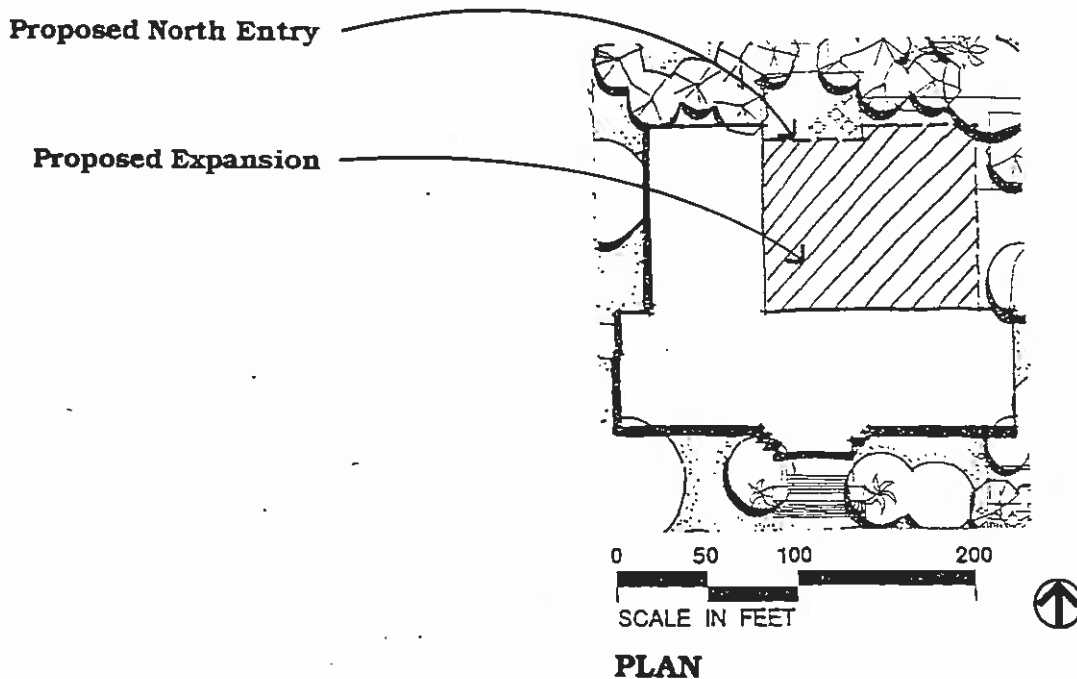 Proposed North Entry
Proposed Expansion
0 50 100 200
SCALE IN FEET
PLAN